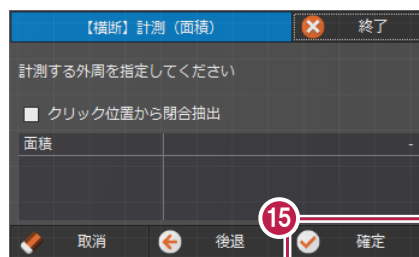 【横断】計測（面積） 終了
計測する外周を指定してください
クリック位置から閉合抽出
面積 -
15
取消 後退 確定